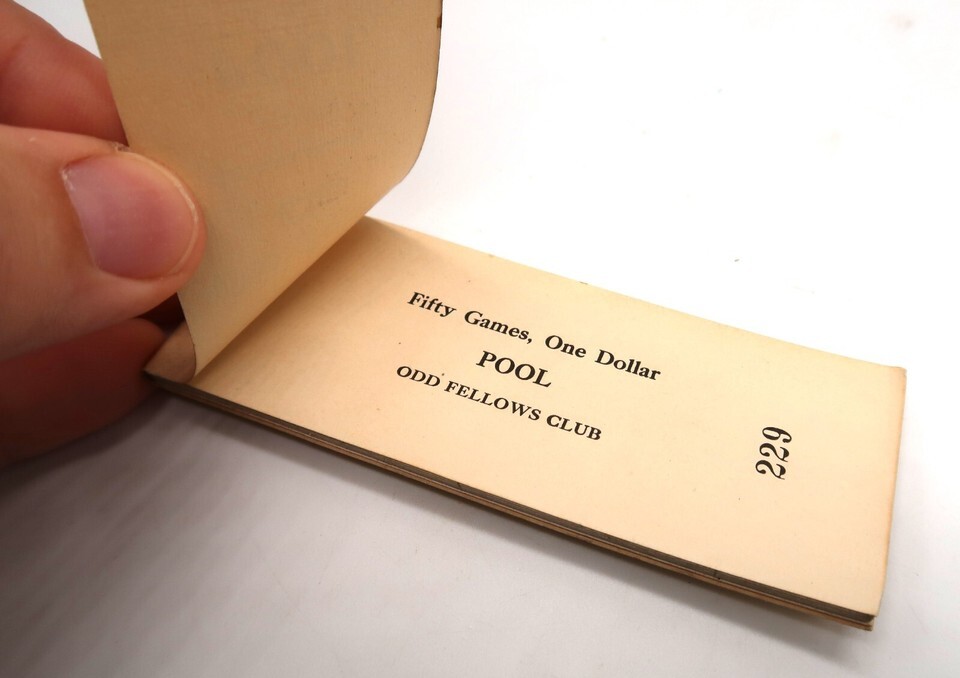 Fifty Games, One Dollar
POOL
ODD FELLOWS CLUB
229